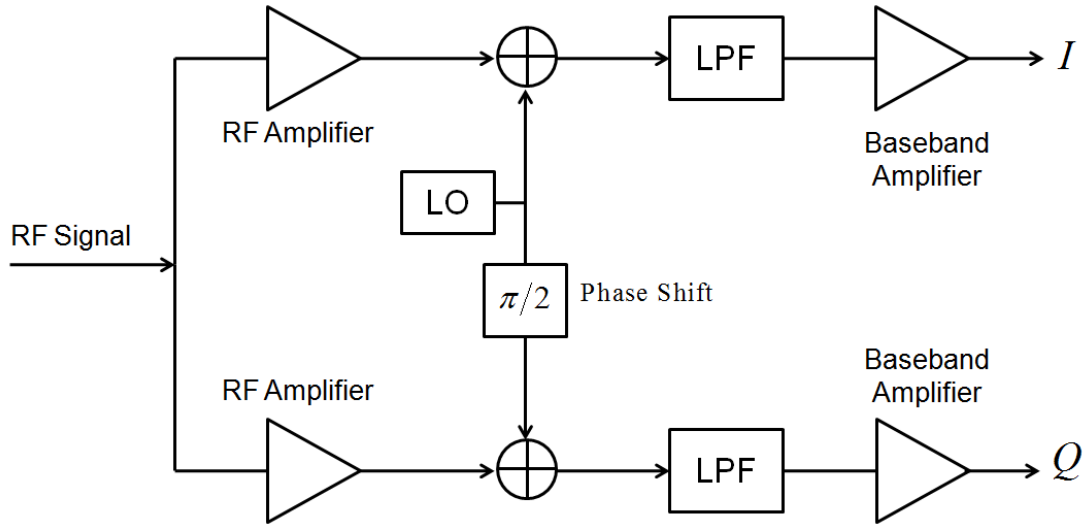 RF Amplifier
LPF
I
Baseband
Amplifier
LO
RF Signal
π/2
Phase Shift
RF Amplifier
Baseband
Amplifier
LPF
Q